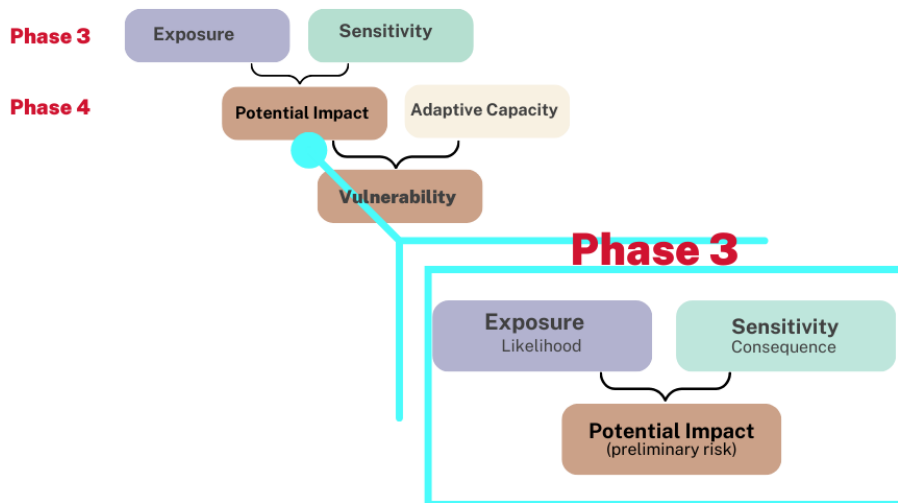 Phase 3
Exposure
Sensitivity
Phase 4
Potential Impact
Adaptive Capacity
Vulnerability
Phase 3
Exposure
Likelihood
Sensitivity
Consequence
Potential Impact
(preliminary risk)